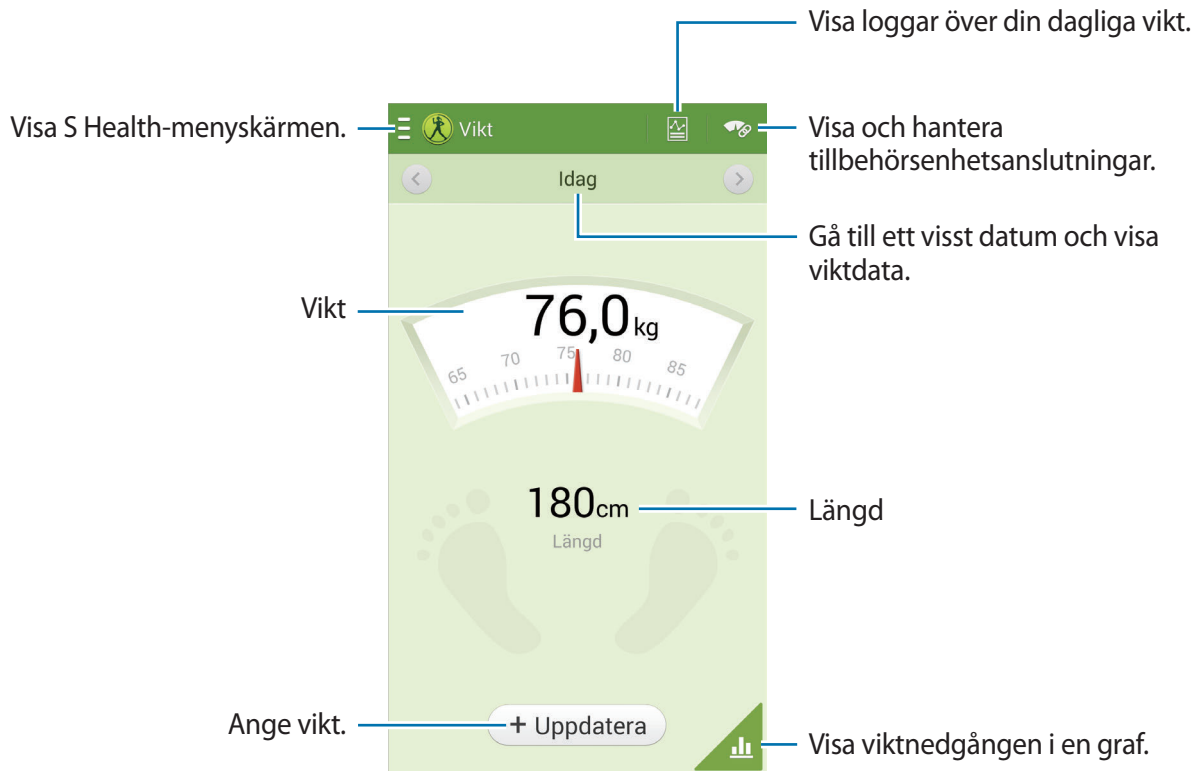 Visa loggar över din dagliga vikt.
Visa S Health-menyskärmen.
Vikt
Visa och hantera
tillbehörsenhetsanslutningar.
Idag
Gå till ett visst datum och visa
viktdata.
Vikt
76,0 kg
65 70 75 80 85
180cm
Längd
Längd
Ange vikt.
+ Uppdatera
Visa viktnedgången i en graf.